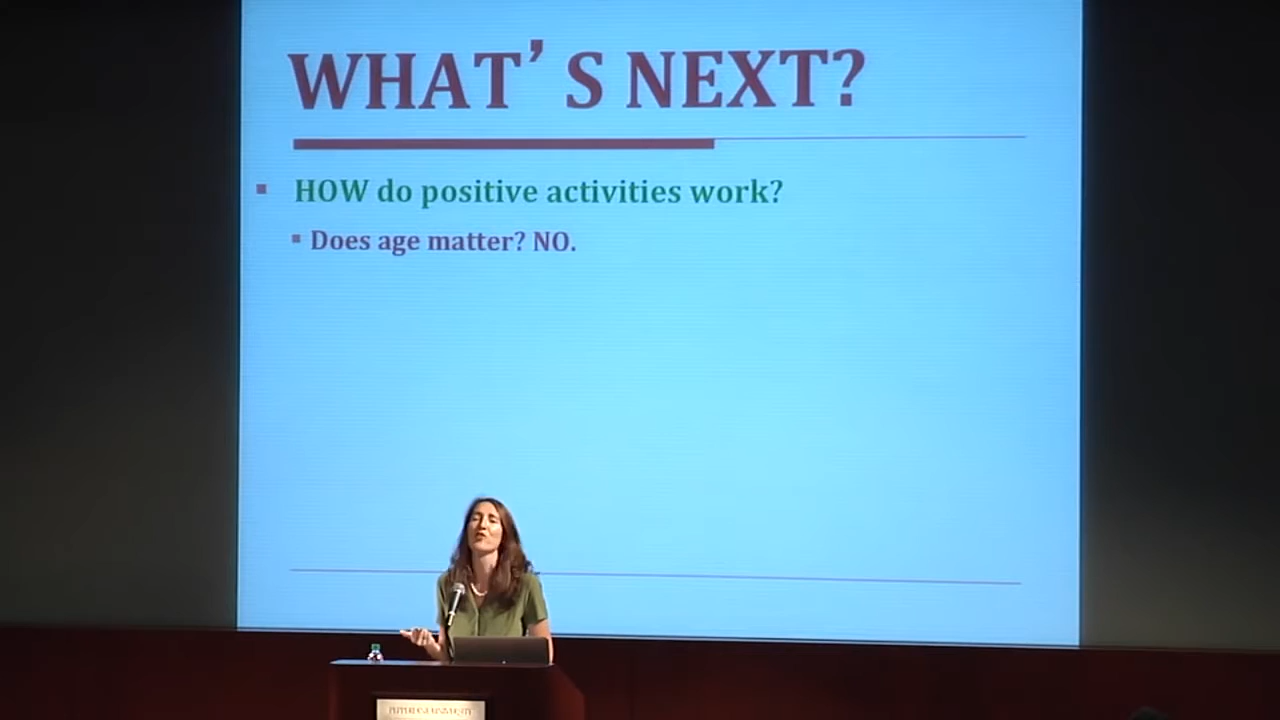 WHAT'S NEXT?
HOW do positive activities work?
Does age matter? NO.